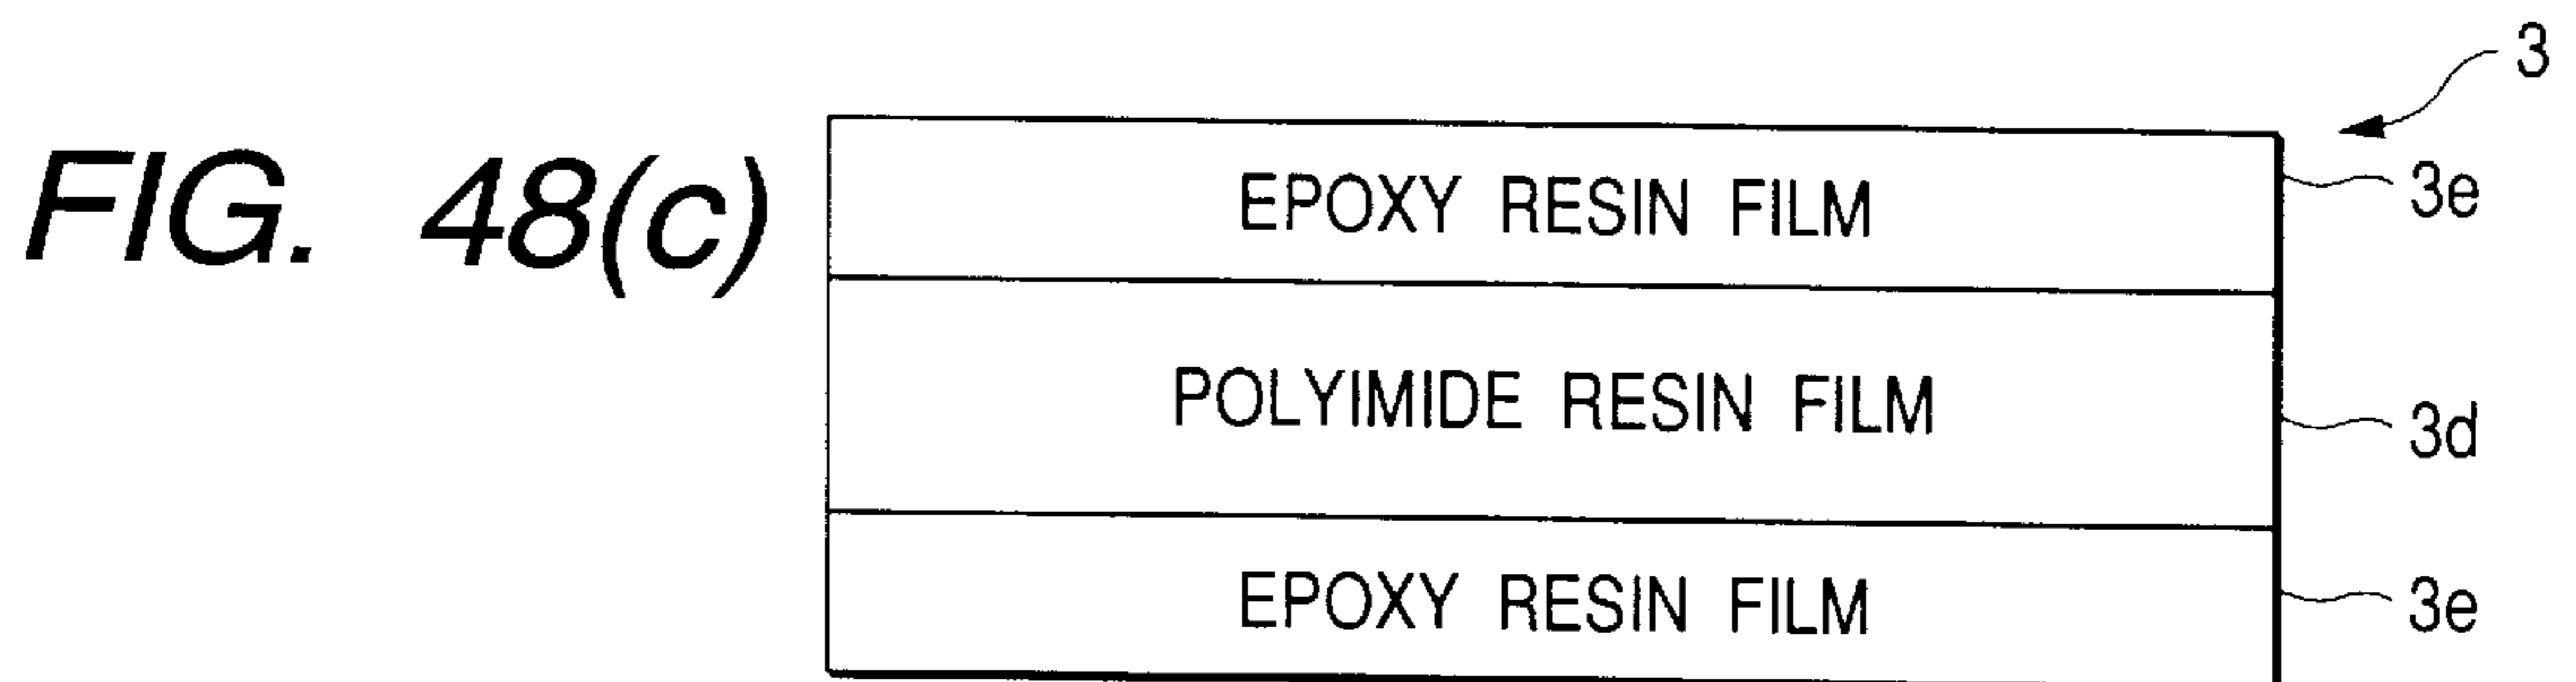 3
FIG. 48(c)
EPOXY RESIN FILM
3e
POLYIMIDE RESIN FILM
3d
EPOXY RESIN FILM
3e